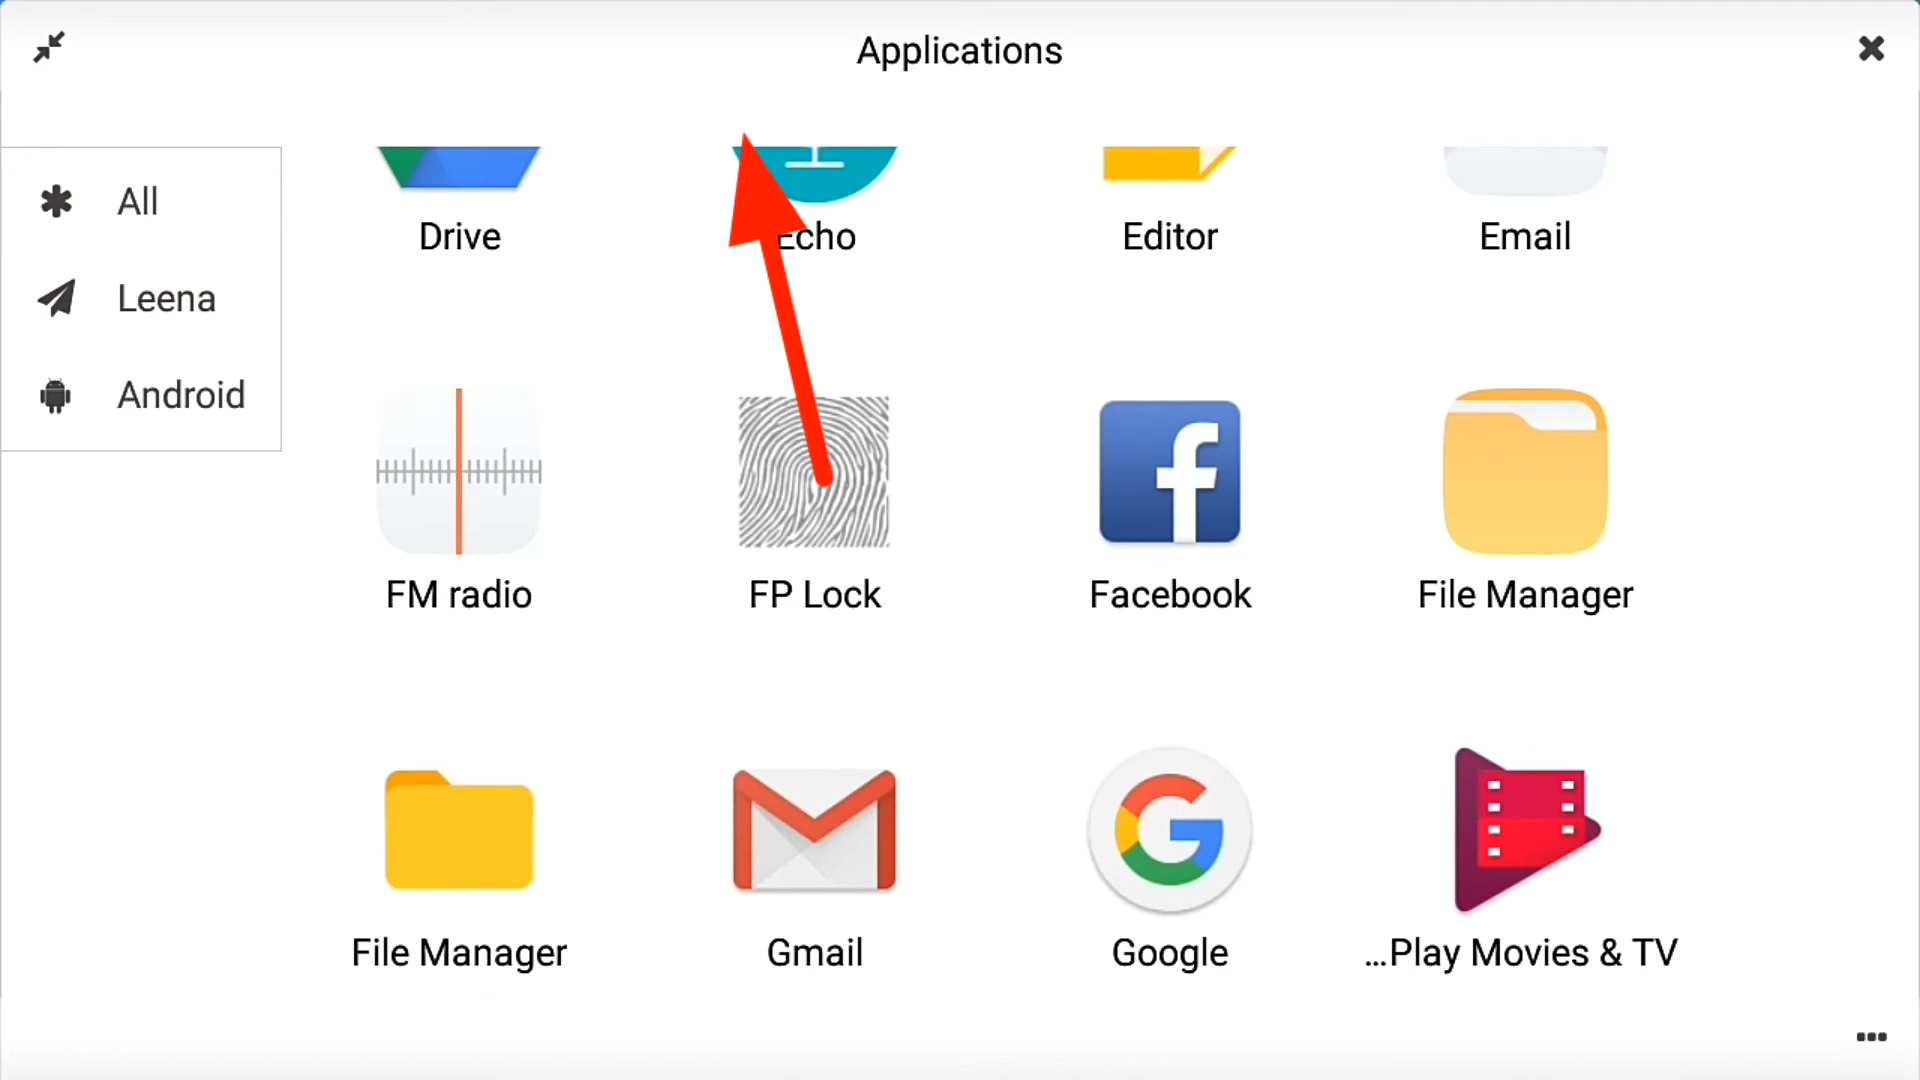 Applications
All
Leena
Android
Drive
Echo
Editor
Email
FM radio
FP Lock
Facebook
File Manager
File Manager
Gmail
Google
...Play Movies & TV